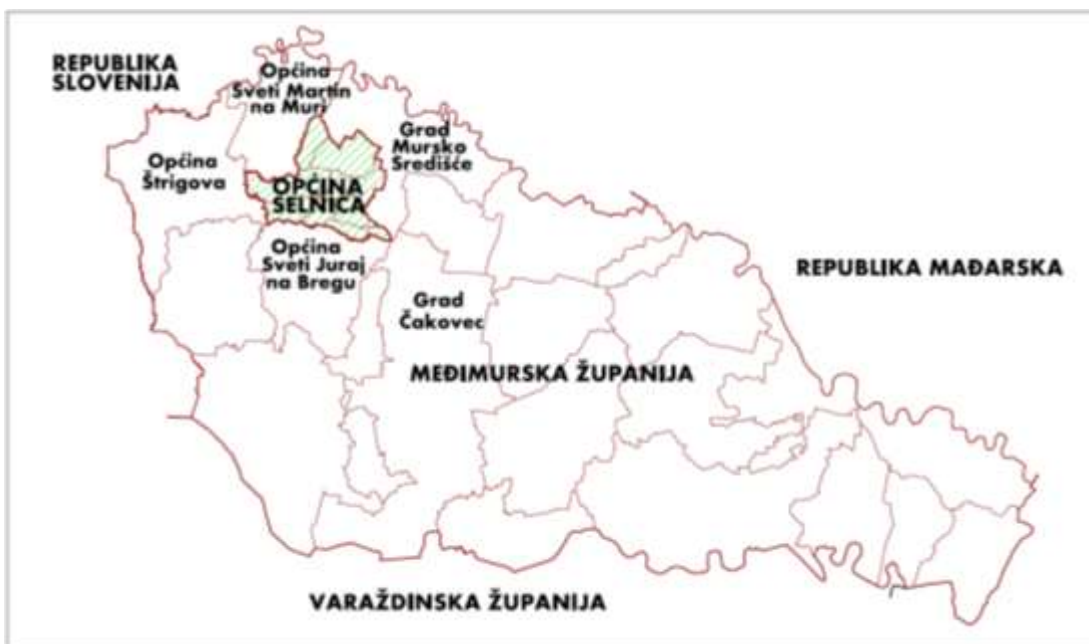 REPUBLIKA
SLOVENIJA
Općina
Sveti Martin
na Muri
Grad
Mursko
Središće
Općina
Štrigova
OPĆINA
SELNICA
Općina
Sveti Juraj
na Bregu
Grad
Čakovec
REPUBLIKA MAĐARSKA
MEĐIMURSKA ŽUPANIJA
VARAŽDINSKA ŽUPANIJA